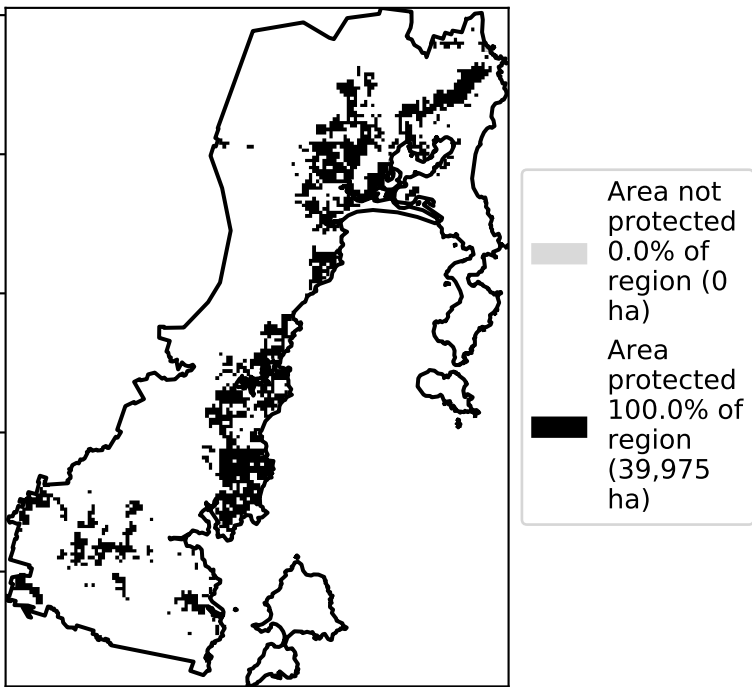 Area not
protected
0.0% of
region (0
ha)
Area
protected
100.0% of
region
(39,975
ha)